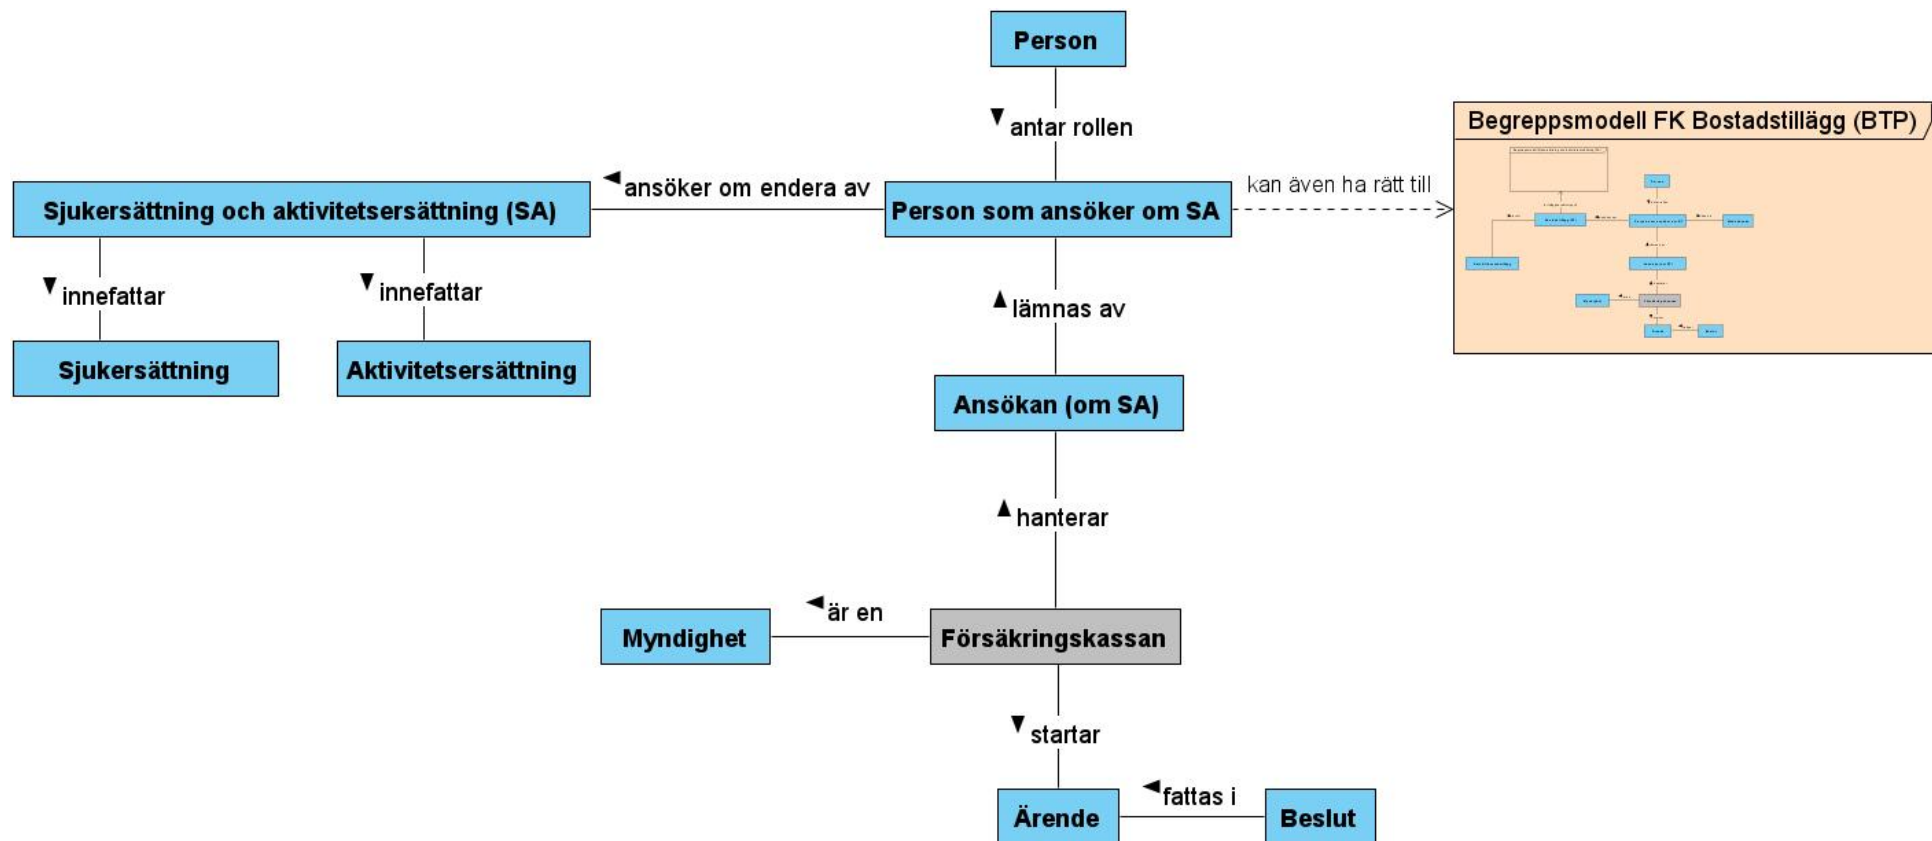 Person
antar rollen
Begreppsmodell FK Bostadstillägg (BTP)
ansöker om endera av
kan även ha rätt till
Sjukersättning och aktivitetsersättning (SA)
Person som ansöker om SA
innefattar
innefattar
lämnas av
Sjukersättning
Aktivitetsersättning
Ansökan (om SA)
hanterar
är en
Myndighet
Försäkringskassan
startar
fattas i
Ärende
Beslut